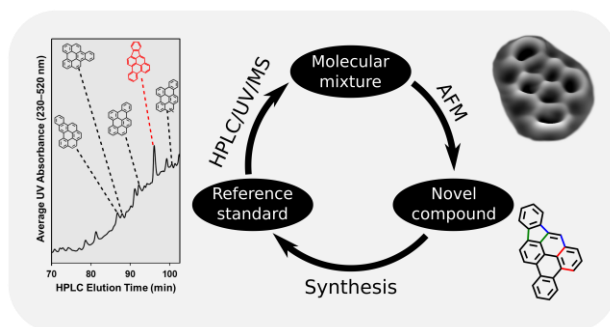 Average UV Absorbance (230–520 nm)
70 80 90 100
HPLC Elution Time (min)
HPLC/UV/MS
Molecular
mixture
AFM
Reference
standard
Novel
compound
Synthesis